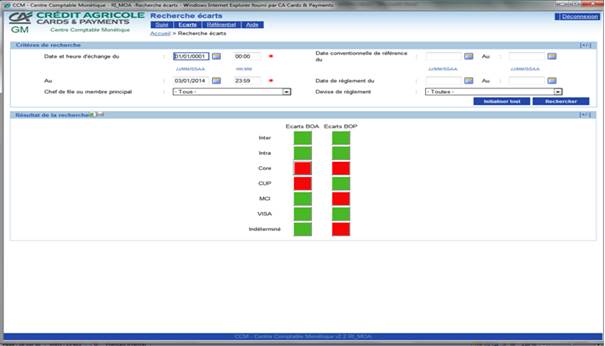 CCM - Centre Comptable Monétique - RI_MOA -Recherche écarts - Windows Internet Explorer fourni par CA Cards & Payments
CRÉDIT AGRICOLE
CARDS & PAYMENTS
GM Centre Comptable Monétique
Recherche écarts
Déconnexion
Suivi Ecarts Référentiel Aide
Accueil > Recherche écarts
Critères de recherche [+/-]
Date et heure d'échange du : 01/01/0001 00:00 * Date conventionelle de référence du : Au :
JJ/MM/SSAA HH:MM JJ/MM/SSAA JJ/MM/SSAA
Au : 03/01/2014 23:59 * Date de règlement du : Au :
Chef de file ou membre principal : - Tous - Devise de règlement : - Toutes -
Initialiser tout Rechercher
Résultat de la recherche [+/-]
Ecarts BOA Ecarts BOP
Inter
Intra
Core
CUP
MCI
VISA
Indéterminé
CCM - Centre Comptable Monétique v2.2 RI_MOA